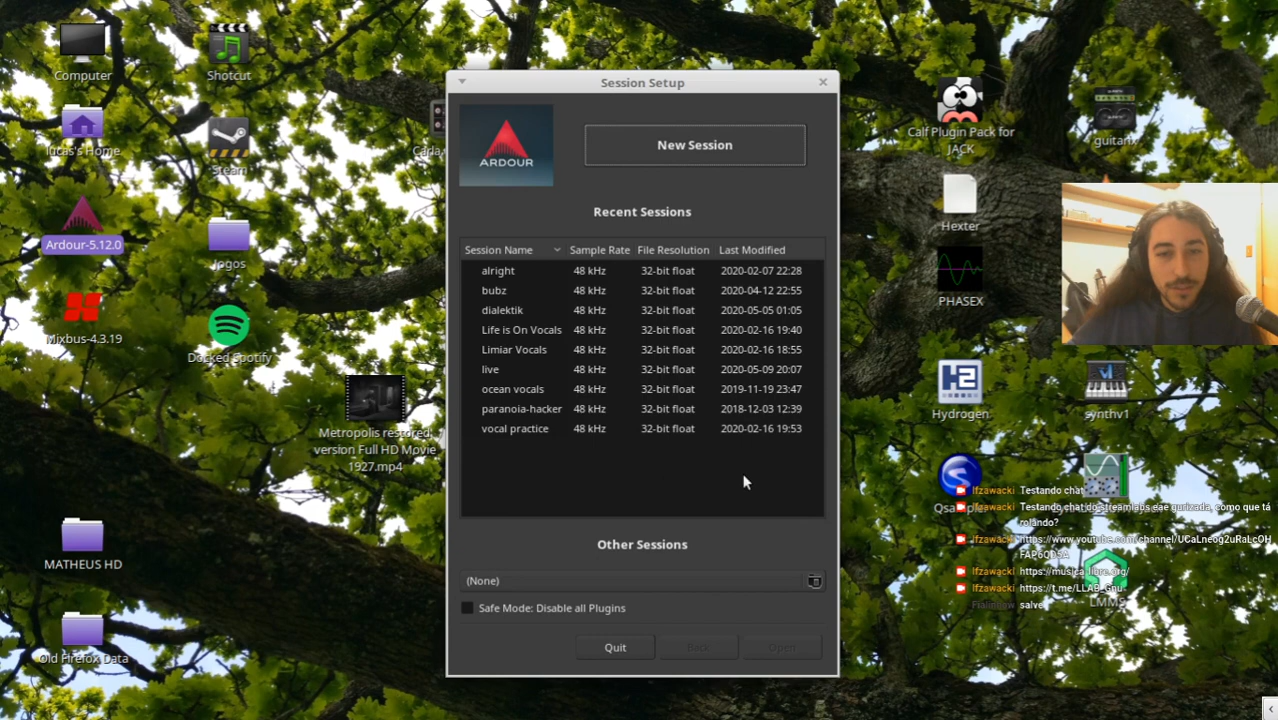 Computer
Shotcut
lucas's Home
Steam
Ardour-5.12.0
Jogos
Mixbus-4.3.19
Docked Spotify
Metropolis restored
version Full HD Movie
1927.mp4
MATHEUS HD
Old Firefox Data
Session Setup
ARDOUR
New Session
Recent Sessions
Session Name Sample Rate File Resolution Last Modified
alright 48 kHz 32-bit float 2020-02-07 22:28
bubz 48 kHz 32-bit float 2020-04-12 22:55
dialektik 48 kHz 32-bit float 2020-05-05 01:05
Life is On Vocals 48 kHz 32-bit float 2020-02-16 19:40
Limiar Vocals 48 kHz 32-bit float 2020-02-16 18:55
live 48 kHz 32-bit float 2020-05-09 20:07
ocean vocals 48 kHz 32-bit float 2019-11-19 23:47
paranoia-hacker 48 kHz 32-bit float 2018-12-03 12:39
vocal practice 48 kHz 32-bit float 2020-02-16 19:53
Other Sessions
(None)
Safe Mode: Disable all Plugins
Quit Back Open
Calf Plugin Pack for
JACK
guitarix
Hexter
PHASEX
H2
Hydrogen
synthv1
lfzawacki Testando chat
lfzawacki Testando chat do streamlabs eae gurizada, como que tá
rolando?
lfzawacki
lfzawacki https://musica-libre.org/
lfzawacki https://t.me/LLAB_Gnu
salve
LMMS